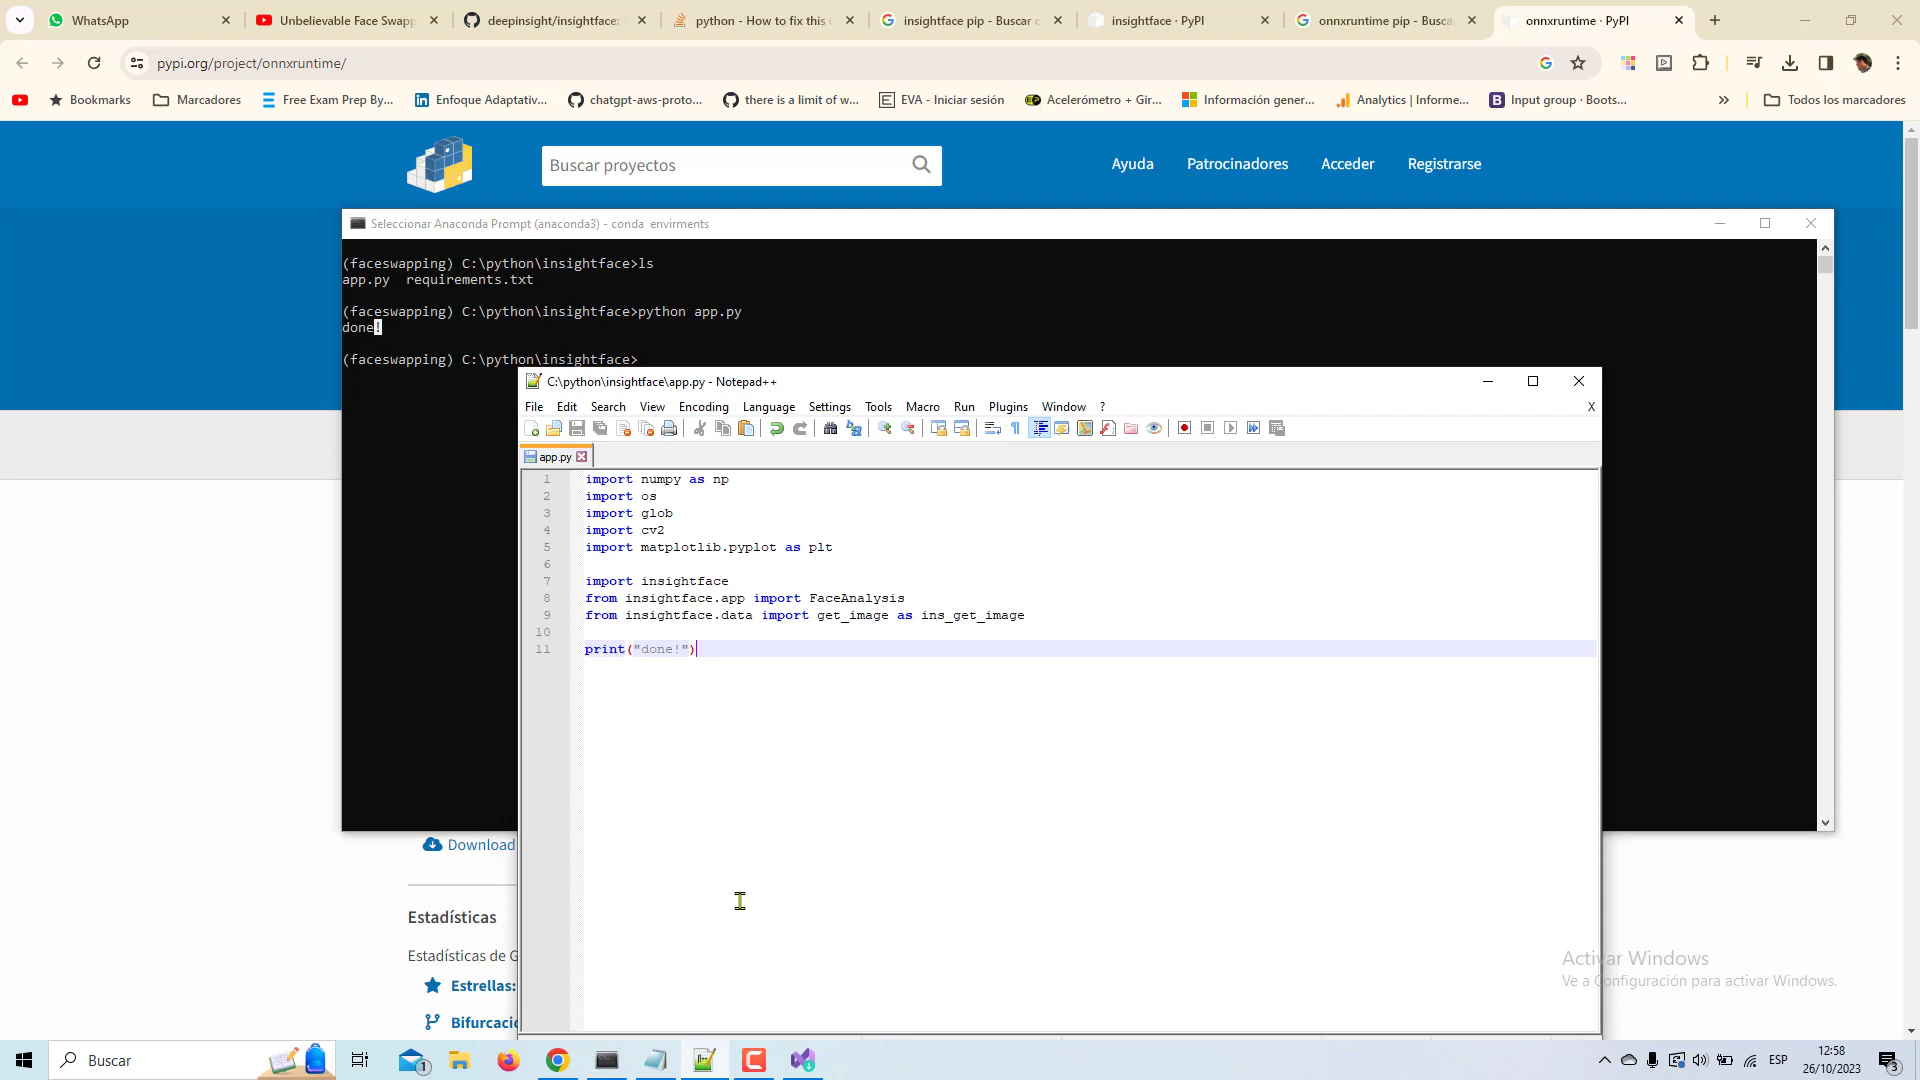 WhatsApp
Unbelievable Face Swapp
deepinsight/insightface:
python - How to fix this i
insightface pip - Buscar c
insightface · PyPI
onnxruntime pip - Busca
onnxruntime · PyPI
pypi.org/project/onnxruntime/
Bookmarks
Marcadores
Free Exam Prep By...
Enfoque Adaptativ...
chatgpt-aws-proto...
there is a limit of w...
EVA - Iniciar sesión
Acelerómetro + Gir...
Información gener...
Analytics | Informe...
Input group · Boots...
Todos los marcadores
Buscar proyectos
Ayuda
Patrocinadores
Acceder
Registrarse
Seleccionar Anaconda Prompt (anaconda3) - conda  envirments
(faceswapping) C:\python\insightface>ls
app.py  requirements.txt
(faceswapping) C:\python\insightface>python app.py
done!
(faceswapping) C:\python\insightface>
C:\python\insightface\app.py - Notepad++
File Edit Search View Encoding Language Settings Tools Macro Run Plugins Window ? X
app.py
1 import numpy as np
2 import os
3 import glob
4 import cv2
5 import matplotlib.pyplot as plt
6
7 import insightface
8 from insightface.app import FaceAnalysis
9 from insightface.data import get_image as ins_get_image
10
11 print("done!")
Download
Estadísticas
Estadísticas de G
Estrellas:
Bifurcacio
Activar Windows
Ve a Configuración para activar Windows.
Buscar
1
ESP
12:58
26/10/2023
3